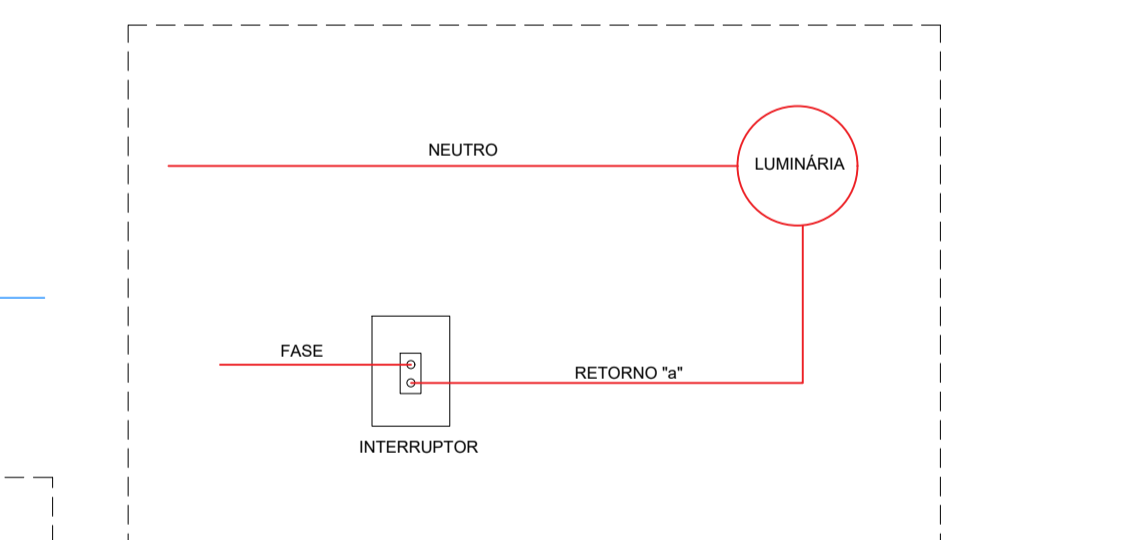 NEUTRO
LUMINÁRIA
FASE
RETORNO "a"
INTERRUPTOR